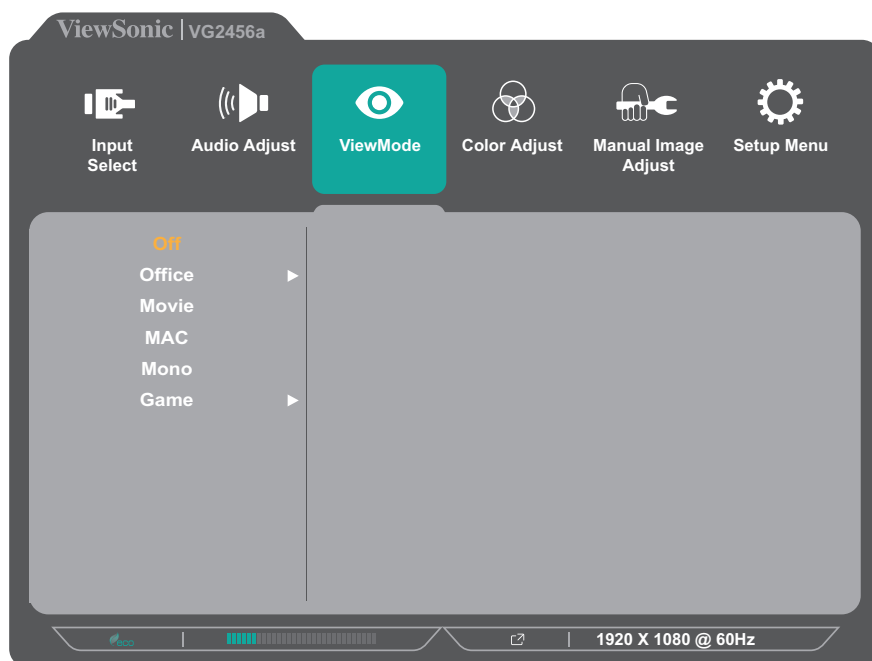 ViewSonic | VG2456a
Input
Select
Audio Adjust
ViewMode
Color Adjust
Manual Image
Adjust
Setup Menu
Off
Office
Movie
MAC
Mono
Game
eco
1920 X 1080 @ 60Hz